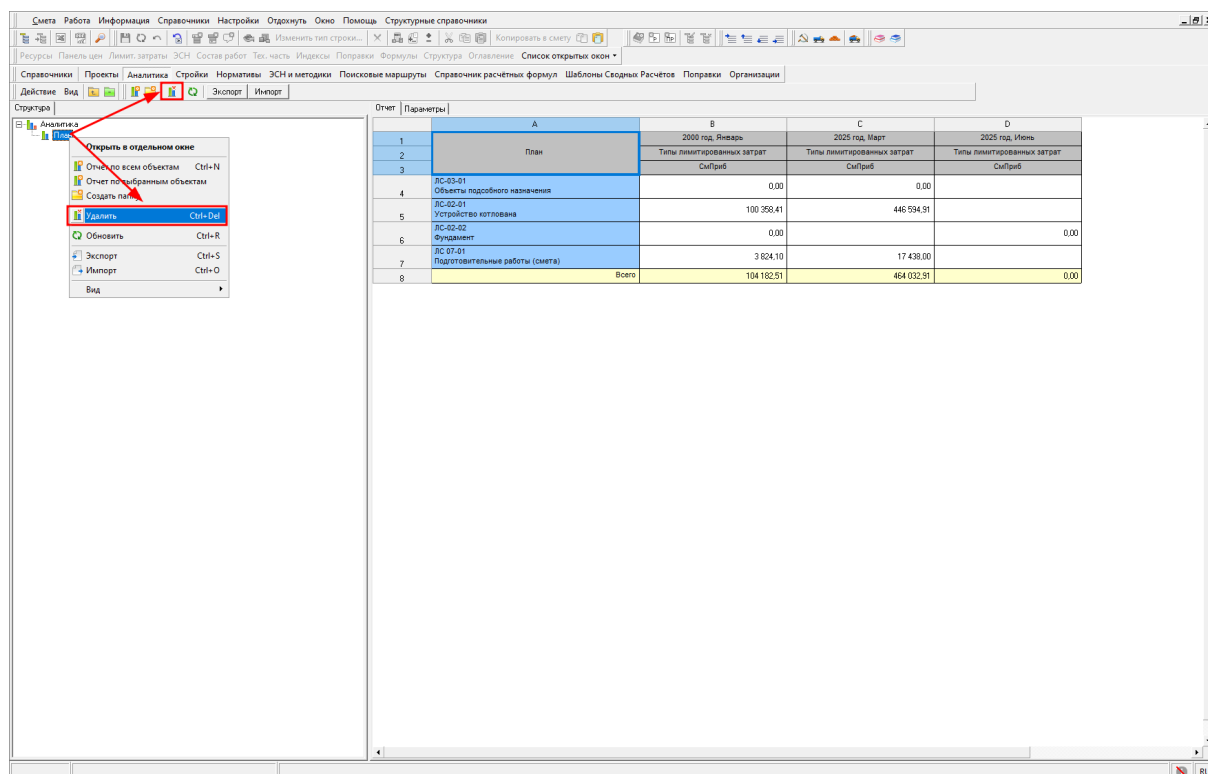 Смета Работа Информация Справочники Настройки Отдохнуть Окно Помощь Структурные справочники
Изменить тип строки... Копировать в смету
Ресурсы Панель цен Лимит. затраты ЭСН Состав работ Тех. часть Индексы Поправки Формулы Структура Оглавление Список открытых окон
Справочники Проекты Аналитика Стройки Нормативы ЭСН и методики Поисковые маршруты Справочник расчётных формул Шаблоны Сводных Расчётов Поправки Организации
Действие Вид Экспорт Импорт
Структура
Аналитика
План
Открыть в отдельном окне
Отчет по всем объектам Ctrl+N
Отчет по выбранным объектам
Создать папку
Удалить Ctrl+Del
Обновить Ctrl+R
Экспорт Ctrl+S
Импорт Ctrl+O
Вид
Отчет Параметры
A B C D
1 2000 год, Январь 2025 год, Март 2025 год, Июнь
2 План Типы лимитированных затрат Типы лимитированных затрат Типы лимитированных затрат
3 СмПриб СмПриб СмПриб
ЛС-03-01
4 Объекты подсобного назначения 0,00 0,00
ЛС-02-01
5 Устройство котлована 100 358,41 446 594,91
ЛС-02-02
6 Фундамент 0,00 0,00
ЛС 07-01
7 Подготовительные работы (смета) 3 824,10 17 438,00
8 Всего 104 182,51 464 032,91 0,00